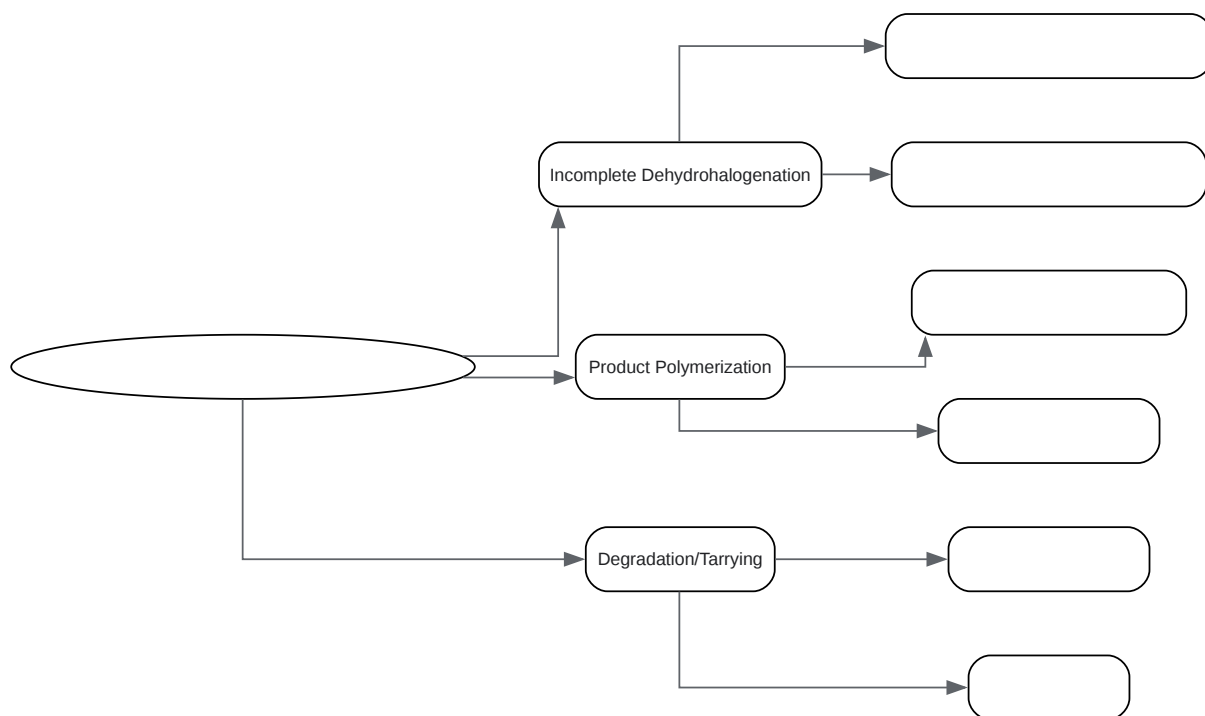 Incomplete Dehydrohalogenation
Product Polymerization
Degradation/Tarrying